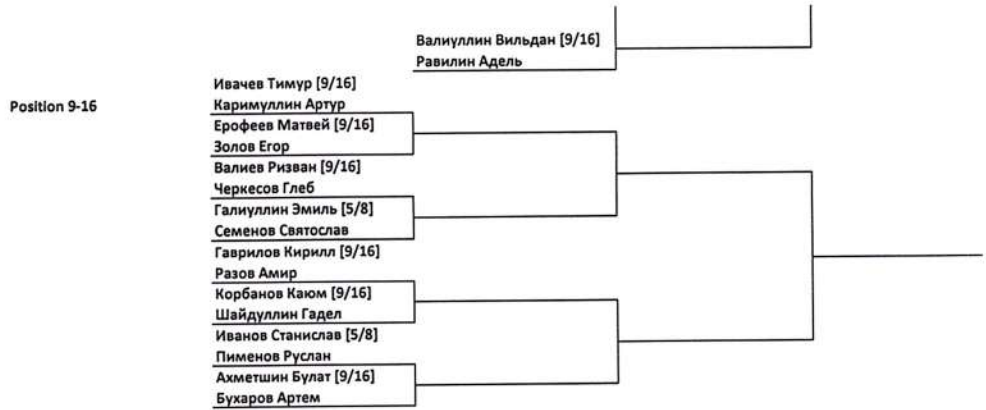 Валиуллин Вильдан [9/16]
Равилин Адель
Position 9-16
Ивачев Тимур [9/16]
Каримуллин Артур
Ерофеев Матвей [9/16]
Золов Егор
Валиев Ризван [9/16]
Черкесов Глеб
Галиуллин Эмиль [5/8]
Семенов Святослав
Гаврилов Кирилл [9/16]
Разов Амир
Корбанов Каюм [9/16]
Шайдуллин Гадел
Иванов Станислав [5/8]
Пименов Руслан
Ахметшин Булат [9/16]
Бухаров Артем